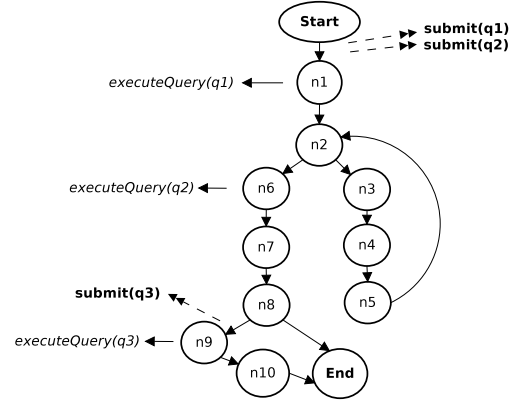 Start
submit(q1)
submit(q2)
executeQuery(q1)
n1
n2
executeQuery(q2)
n6
n3
n7
n4
submit(q3)
n8
n5
executeQuery(q3)
n9
n10
End